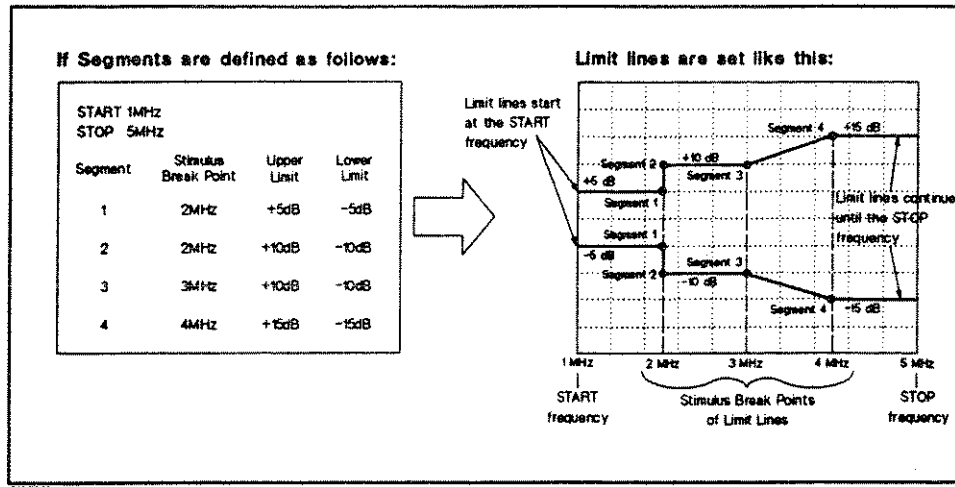 If Segments are defined as follows:
START 1MHz
STOP 5MHz
Segment Stimulus Break Point Upper Limit Lower Limit
1 2MHz +5dB -5dB
2 2MHz +10dB -10dB
3 3MHz +10dB -10dB
4 4MHz +15dB -15dB
Limit lines are set like this:
Limit lines start
at the START
frequency
Segment 4 +15 dB
Segment 2 +10 dB
Segment 3
+5 dB
Segment 1
Limit lines continue
until the STOP
frequency
Segment 1
-5 dB
Segment 3
Segment 2 -10 dB
Segment 4 -15 dB
1 MHz 2 MHz 3 MHz 4 MHz 5 MHz
START
frequency
Stimulus Break Points
of Limit Lines
STOP
frequency